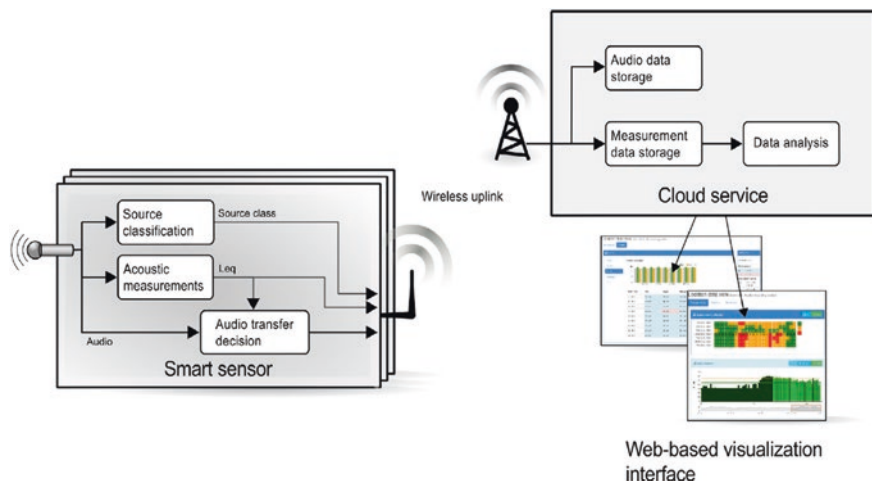 Audio data
storage
Measurement
data storage
Data analysis
Cloud service
Wireless uplink
Source
classification
Source class
Acoustic
measurements
Leq
Audio transfer
decision
Audio
Smart sensor
Web-based visualization
interface